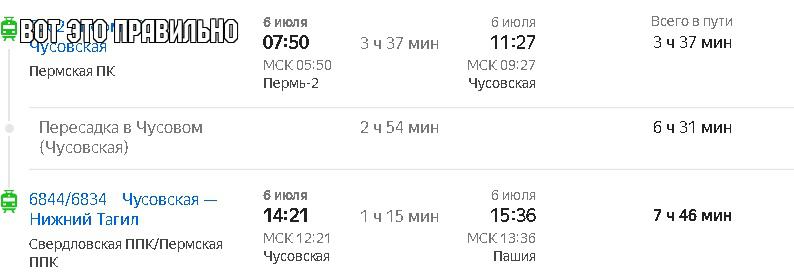 ВОТ ЭТО ПРАВИЛЬНО
Чусовская
Пермская ПК
6 июля
07:50
МСК 05:50
Пермь-2
3 ч 37 мин
6 июля
11:27
МСК 09:27
Чусовская
Всего в пути
3 ч 37 мин
Пересадка в Чусовом
(Чусовская)
2 ч 54 мин
6 ч 31 мин
6844/6834 Чусовская —
Нижний Тагил
Свердловская ППК/Пермская
ППК
6 июля
14:21
МСК 12:21
Чусовская
1 ч 15 мин
6 июля
15:36
МСК 13:36
Пашия
7 ч 46 мин